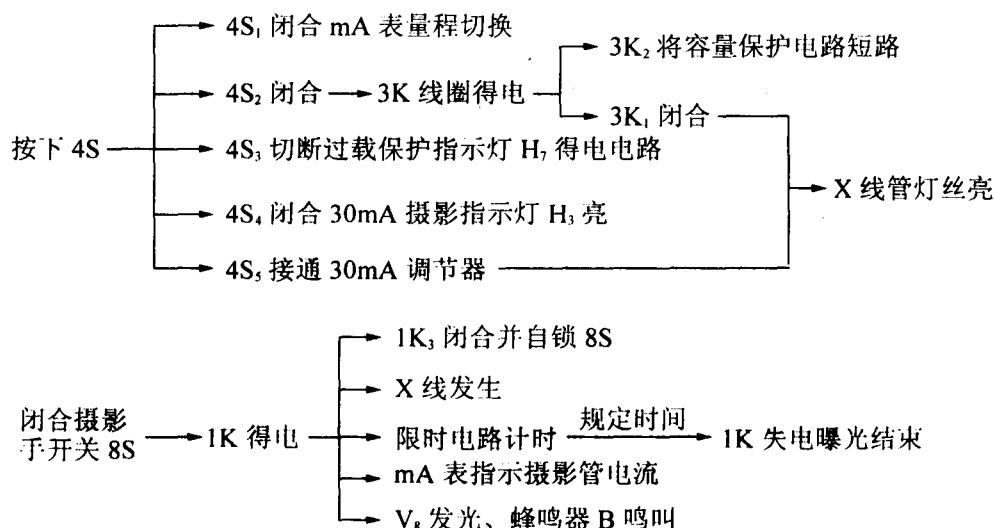 4S₁ 闭合 mA 表量程切换
3K₂ 将容量保护电路短路
4S₂ 闭合
3K 线圈得电
3K₁ 闭合
按下 4S
4S₃ 切断过载保护指示灯 H₇ 得电电路
X 线管灯丝亮
4S₄ 闭合 30mA 摄影指示灯 H₃ 亮
4S₅ 接通 30mA 调节器
1K₃ 闭合并自锁 8S
X 线发生
闭合摄影
手开关 8S
1K 得电
限时电路计时
规定时间
1K 失电曝光结束
mA 表指示摄影管电流
V₈ 发光、蜂鸣器 B 鸣叫